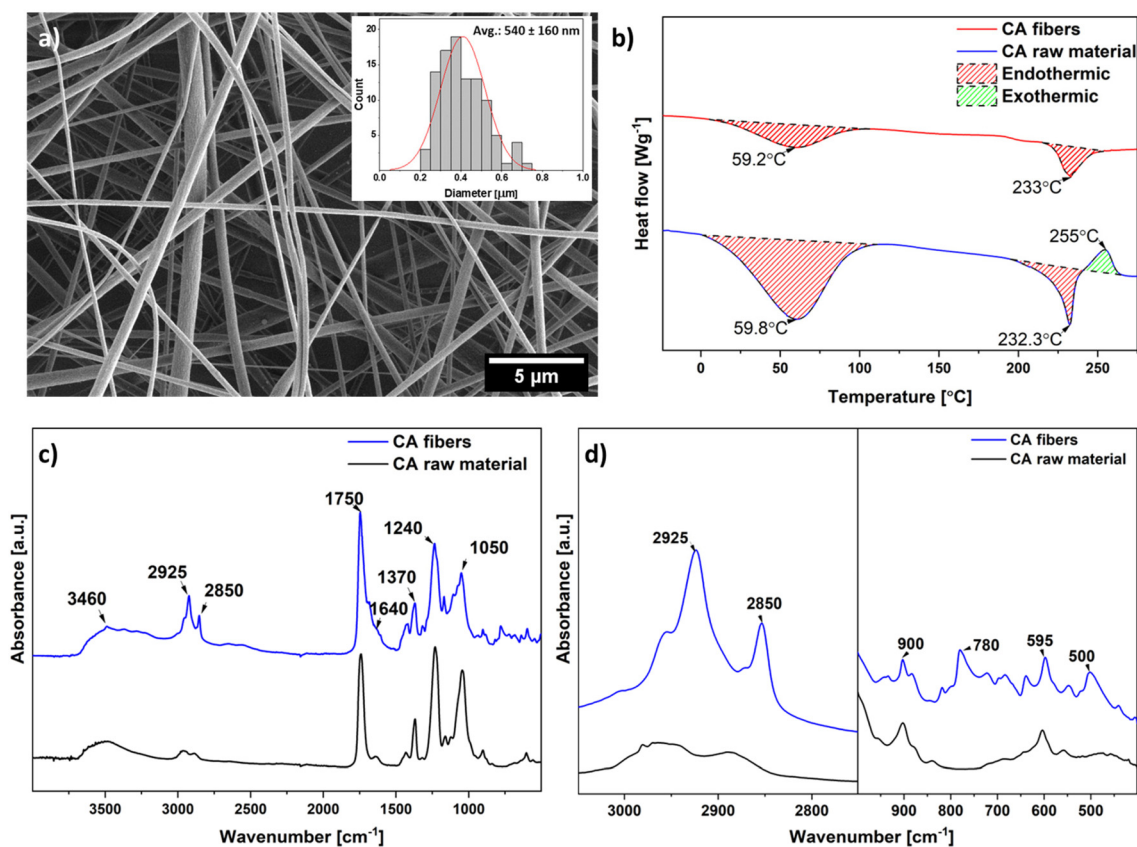 a)
Avg.: 540 ± 160 nm
20
15
10
5
Count
0.0 0.2 0.4 0.6 0.8 1.0
Diameter [µm]
5 µm
b)
CA fibers
CA raw material
Endothermic
Exothermic
59.2°C
233°C
255°C
59.8°C
232.3°C
Heat flow [Wg⁻¹]
0 50 100 150 200 250
Temperature [°C]
c)
CA fibers
CA raw material
1750
1240
1050
2925
2850
1370
3460
1640
Absorbance [a.u.]
3500 3000 2500 2000 1500 1000
Wavenumber [cm⁻¹]
d)
CA fibers
CA raw material
2925
2850
900
780
595
500
Absorbance [a.u.]
3000 2900 2800 900 800 700 600 500
Wavenumber [cm⁻¹]